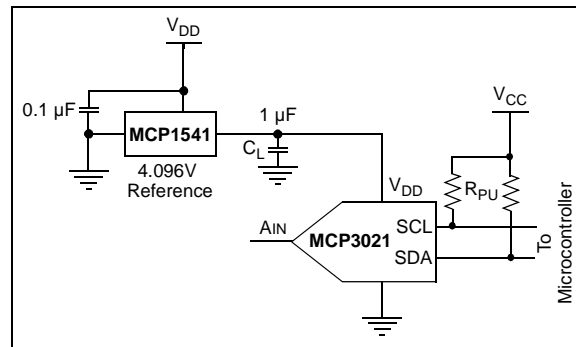 VDD
0.1 µF
MCP1541
4.096V
Reference
1 µF
CL
VCC
VDD
RPU
AIN
MCP3021
SCL
SDA
To
Microcontroller